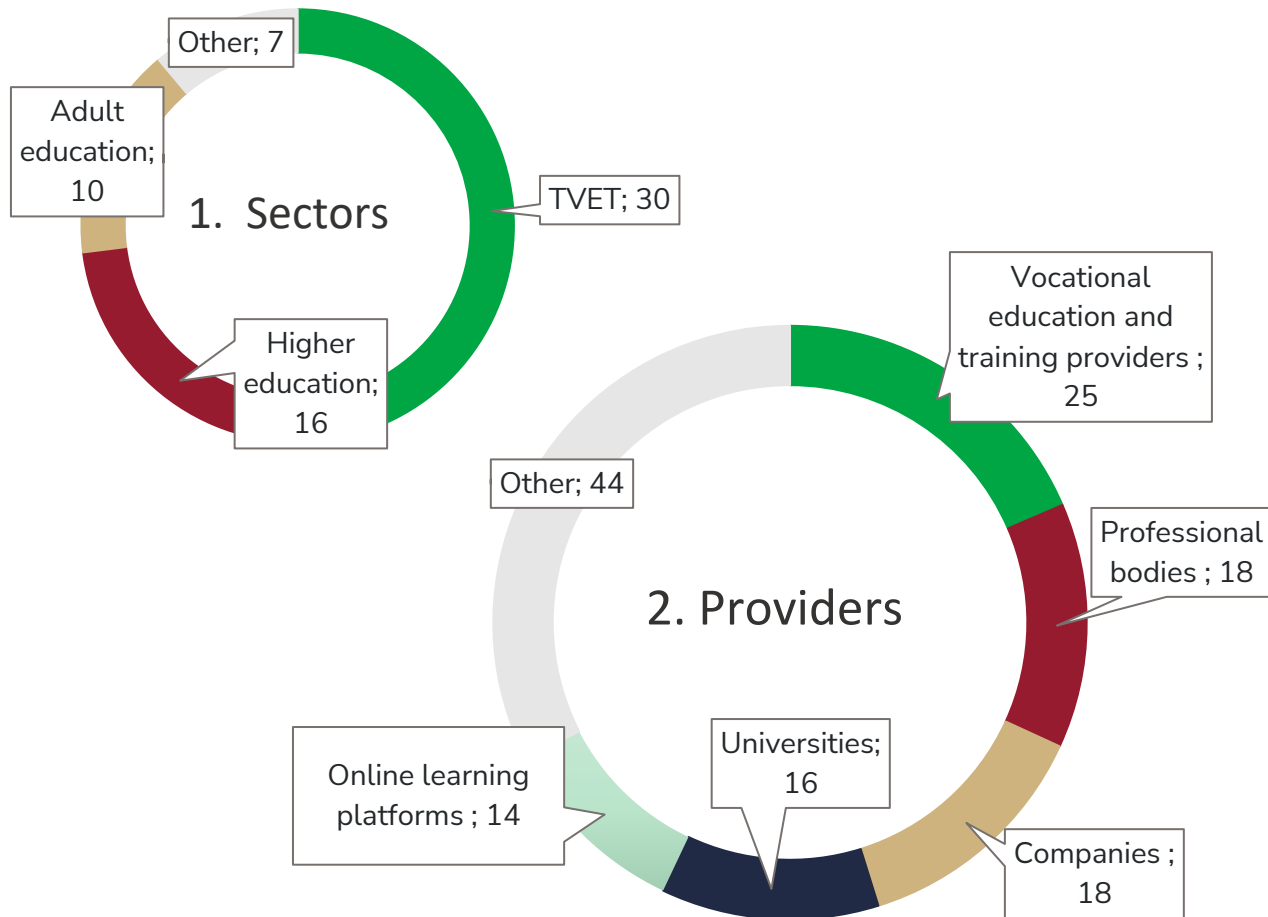 Other; 7
Adult
education;
10
1. Sectors
TVET; 30
Higher
education;
16
Vocational
education and
training providers ;
25
Other; 44
Professional
bodies ; 18
2. Providers
Universities;
16
Online learning
platforms ; 14
Companies ;
18